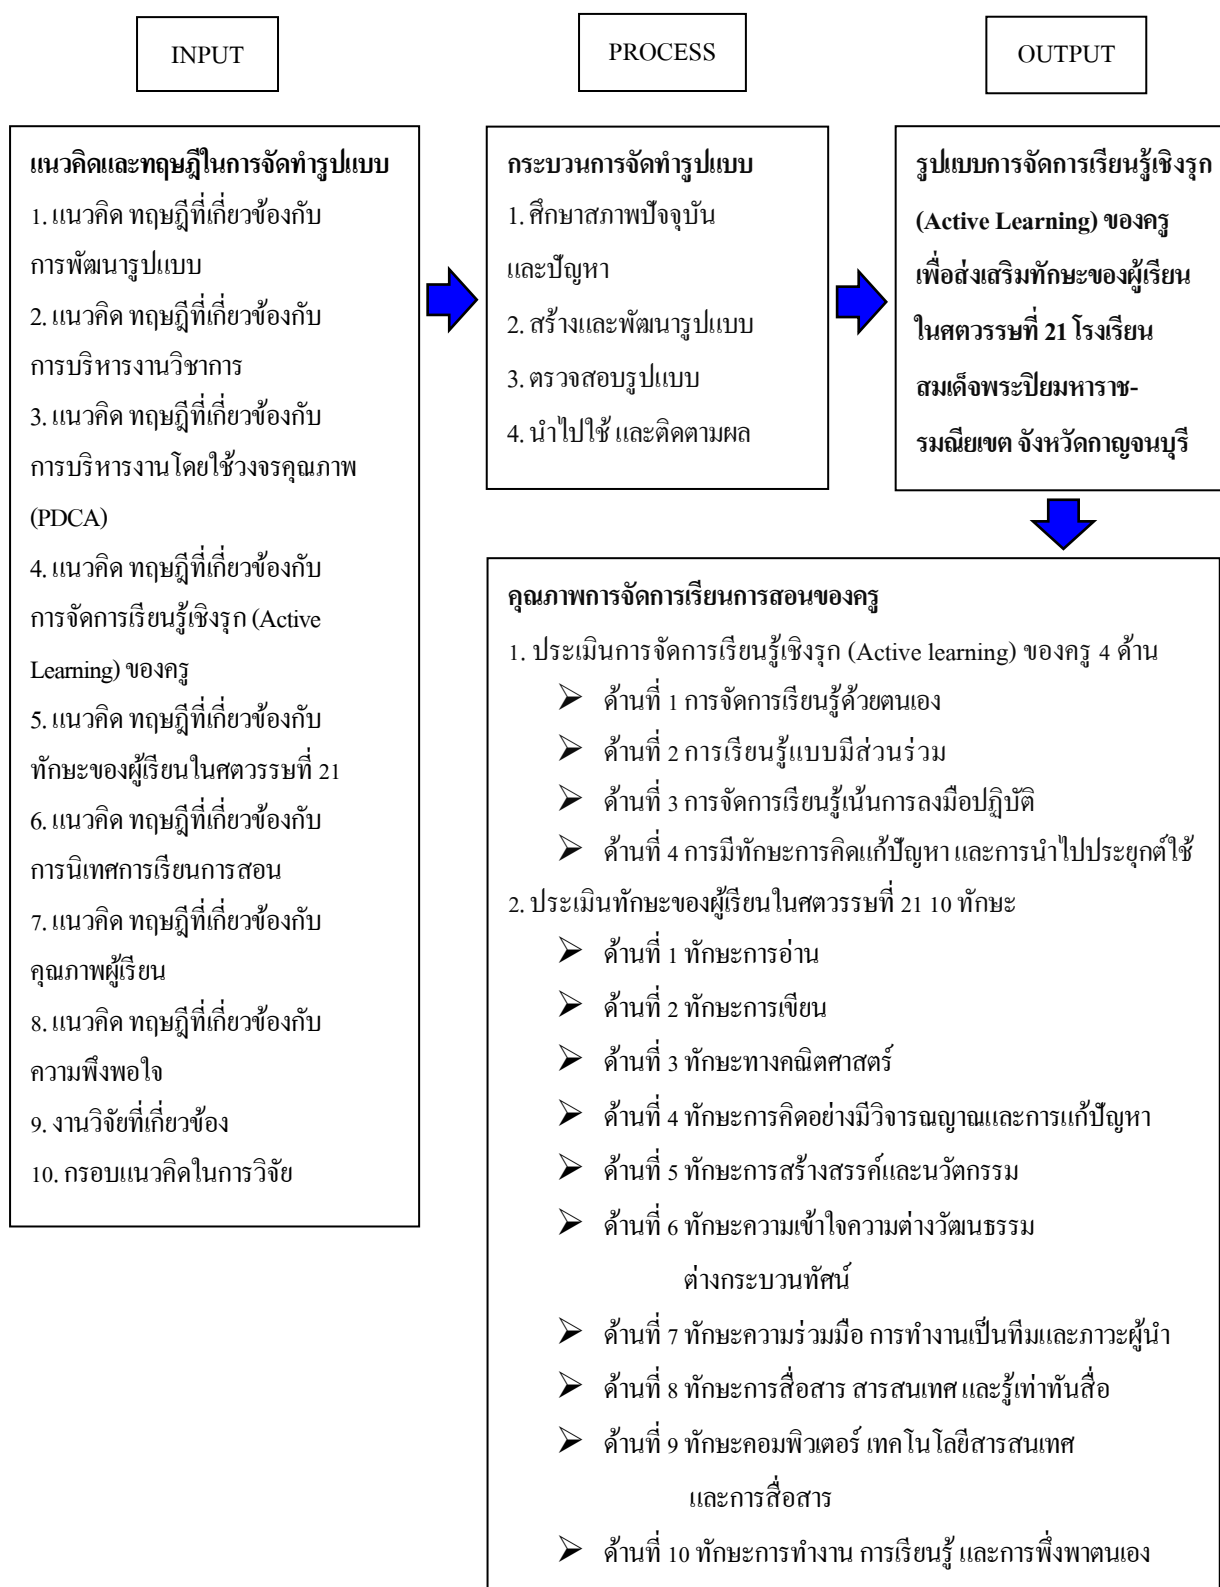 INPUT
PROCESS
OUTPUT
แนวคิดและทฤษฎีในการจัดทำรูปแบบ
1. แนวคิด ทฤษฎีที่เกี่ยวข้องกับ
การพัฒนารูปแบบ
2. แนวคิด ทฤษฎีที่เกี่ยวข้องกับ
การบริหารงานวิชาการ
3. แนวคิด ทฤษฎีที่เกี่ยวข้องกับ
การบริหารงานโดยใช้วงจรคุณภาพ
(PDCA)
4. แนวคิด ทฤษฎีที่เกี่ยวข้องกับ
การจัดการเรียนรู้เชิงรุก (Active
Learning) ของครู
5. แนวคิด ทฤษฎีที่เกี่ยวข้องกับ
ทักษะของผู้เรียนในศตวรรษที่ 21
6. แนวคิด ทฤษฎีที่เกี่ยวข้องกับ
การนิเทศการเรียนการสอน
7. แนวคิด ทฤษฎีที่เกี่ยวข้องกับ
คุณภาพผู้เรียน
8. แนวคิด ทฤษฎีที่เกี่ยวข้องกับ
ความพึงพอใจ
9. งานวิจัยที่เกี่ยวข้อง
10. กรอบแนวคิดในการวิจัย
กระบวนการจัดทำรูปแบบ
1. ศึกษาสภาพปัจจุบัน
และปัญหา
2. สร้างและพัฒนารูปแบบ
3. ตรวจสอบรูปแบบ
4. นำไปใช้ และติดตามผล
รูปแบบการจัดการเรียนรู้เชิงรุก
(Active Learning) ของครู
เพื่อส่งเสริมทักษะของผู้เรียน
ในศตวรรษที่ 21 โรงเรียน
สมเด็จพระปิยมหาราช-
รมณียเขต จังหวัดกาญจนบุรี
คุณภาพการจัดการเรียนการสอนของครู
1. ประเมินการจัดการเรียนรู้เชิงรุก (Active learning) ของครู 4 ด้าน
➢ ด้านที่ 1 การจัดการเรียนรู้ด้วยตนเอง
➢ ด้านที่ 2 การเรียนรู้แบบมีส่วนร่วม
➢ ด้านที่ 3 การจัดการเรียนรู้เน้นการลงมือปฏิบัติ
➢ ด้านที่ 4 การมีทักษะการคิดแก้ปัญหา และการนำไปประยุกต์ใช้
2. ประเมินทักษะของผู้เรียนในศตวรรษที่ 21 10 ทักษะ
➢ ด้านที่ 1 ทักษะการอ่าน
➢ ด้านที่ 2 ทักษะการเขียน
➢ ด้านที่ 3 ทักษะทางคณิตศาสตร์
➢ ด้านที่ 4 ทักษะการคิดอย่างมีวิจารณญาณและการแก้ปัญหา
➢ ด้านที่ 5 ทักษะการสร้างสรรค์และนวัตกรรม
➢ ด้านที่ 6 ทักษะความเข้าใจความต่างวัฒนธรรม
ต่างกระบวนทัศน์
➢ ด้านที่ 7 ทักษะความร่วมมือ การทำงานเป็นทีมและภาวะผู้นำ
➢ ด้านที่ 8 ทักษะการสื่อสาร สารสนเทศ และรู้เท่าทันสื่อ
➢ ด้านที่ 9 ทักษะคอมพิวเตอร์ เทคโนโลยีสารสนเทศ
และการสื่อสาร
➢ ด้านที่ 10 ทักษะการทำงาน การเรียนรู้ และการพึ่งพาตนเอง